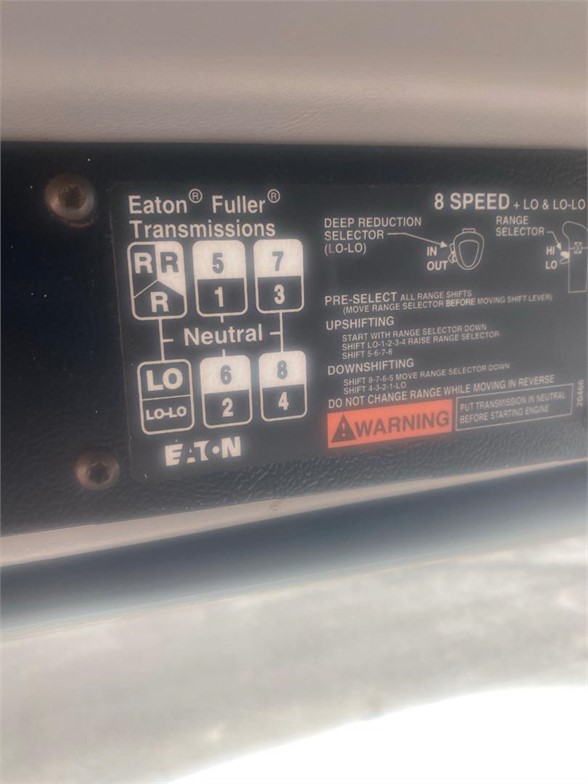 Eaton® Fuller®
Transmissions
R R
R
5
1
7
3
Neutral
LO
LO-LO
6
2
8
4
EATON
8 SPEED + LO & LO-LO
DEEP REDUCTION
SELECTOR
(LO-LO)
IN
OUT
RANGE
SELECTOR
HI
LO
PRE-SELECT ALL RANGE SHIFTS
(MOVE RANGE SELECTOR BEFORE MOVING SHIFT LEVER)
UPSHIFTING
START WITH RANGE SELECTOR DOWN
SHIFT LO-1-2-3-4 RAISE RANGE SELECTOR
SHIFT 5-6-7-8
DOWNSHIFTING
SHIFT 8-7-6-5 MOVE RANGE SELECTOR DOWN
SHIFT 4-3-2-1-LO
DO NOT CHANGE RANGE WHILE MOVING IN REVERSE
WARNING
PUT TRANSMISSION IN NEUTRAL
BEFORE STARTING ENGINE